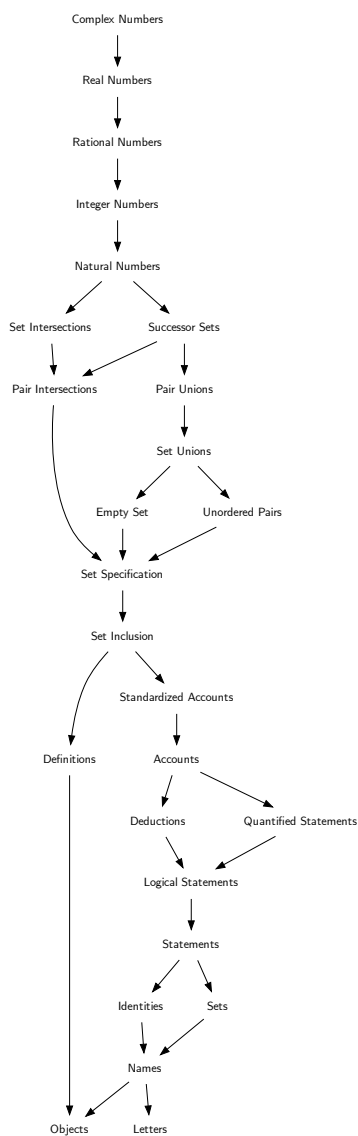 Complex Numbers
Real Numbers
Rational Numbers
Integer Numbers
Natural Numbers
Set Intersections
Successor Sets
Pair Intersections
Pair Unions
Set Unions
Empty Set
Unordered Pairs
Set Specification
Set Inclusion
Standardized Accounts
Definitions
Accounts
Deductions
Quantified Statements
Logical Statements
Statements
Identities
Sets
Names
Objects
Letters